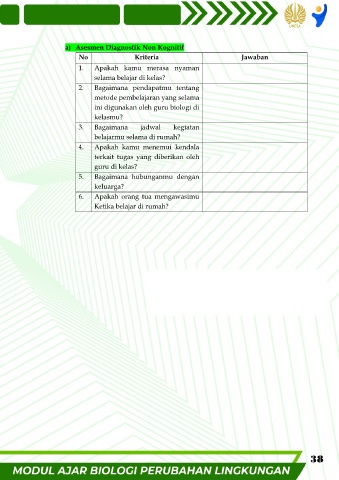 a) Asesmen Diagnostik Non Kognitif
No Kriteria Jawaban
1. Apakah kamu merasa nyaman
selama belajar di kelas?
2. Bagaimana pendapatmu tentang
metode pembelajaran yang selama
ini digunakan oleh guru biologi di
kelasmu?
3. Bagaimana jadwal kegiatan
belajarmu selama di rumah?
4. Apakah kamu menemui kendala
terkait tugas yang diberikan oleh
guru di kelas?
5. Bagaimana hubunganmu dengan
keluarga?
6. Apakah orang tua mengawasimu
Ketika belajar di rumah?
38
MODUL AJAR BIOLOGI PERUBAHAN LINGKUNGAN